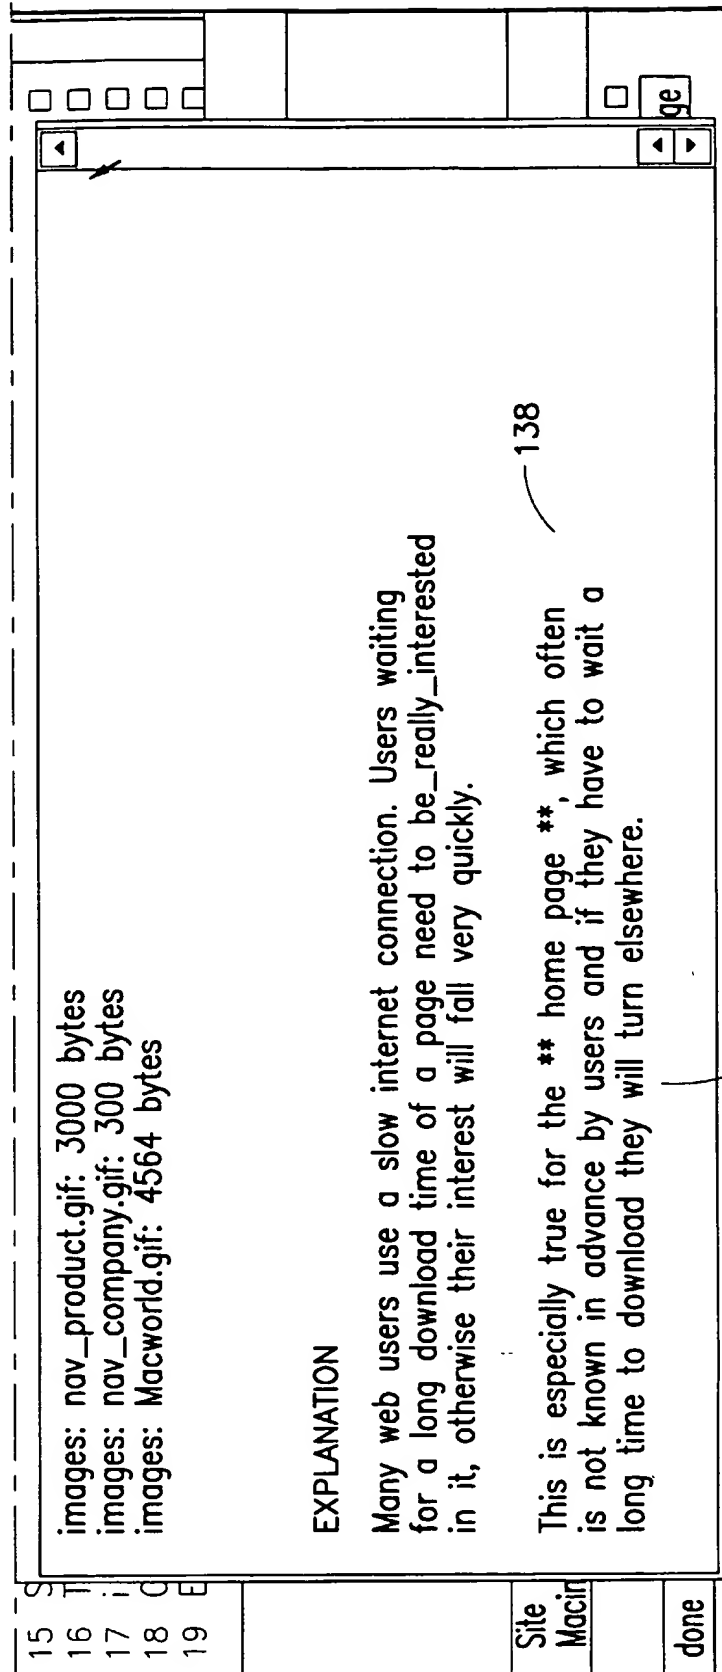 15 S
16 T
17 i
18 C
19 E
images: nav_product.gif: 3000 bytes
images: nav_company.gif: 300 bytes
images: Macworld.gif: 4564 bytes
EXPLANATION
Many web users use a slow internet connection. Users waiting
for a long download time of a page need to be_really_interested
in it, otherwise their interest will fall very quickly.
This is especially true for the ** home page **, which often
is not known in advance by users and if they have to wait a
long time to download they will turn elsewhere.
138
Site
Macin
done
ge